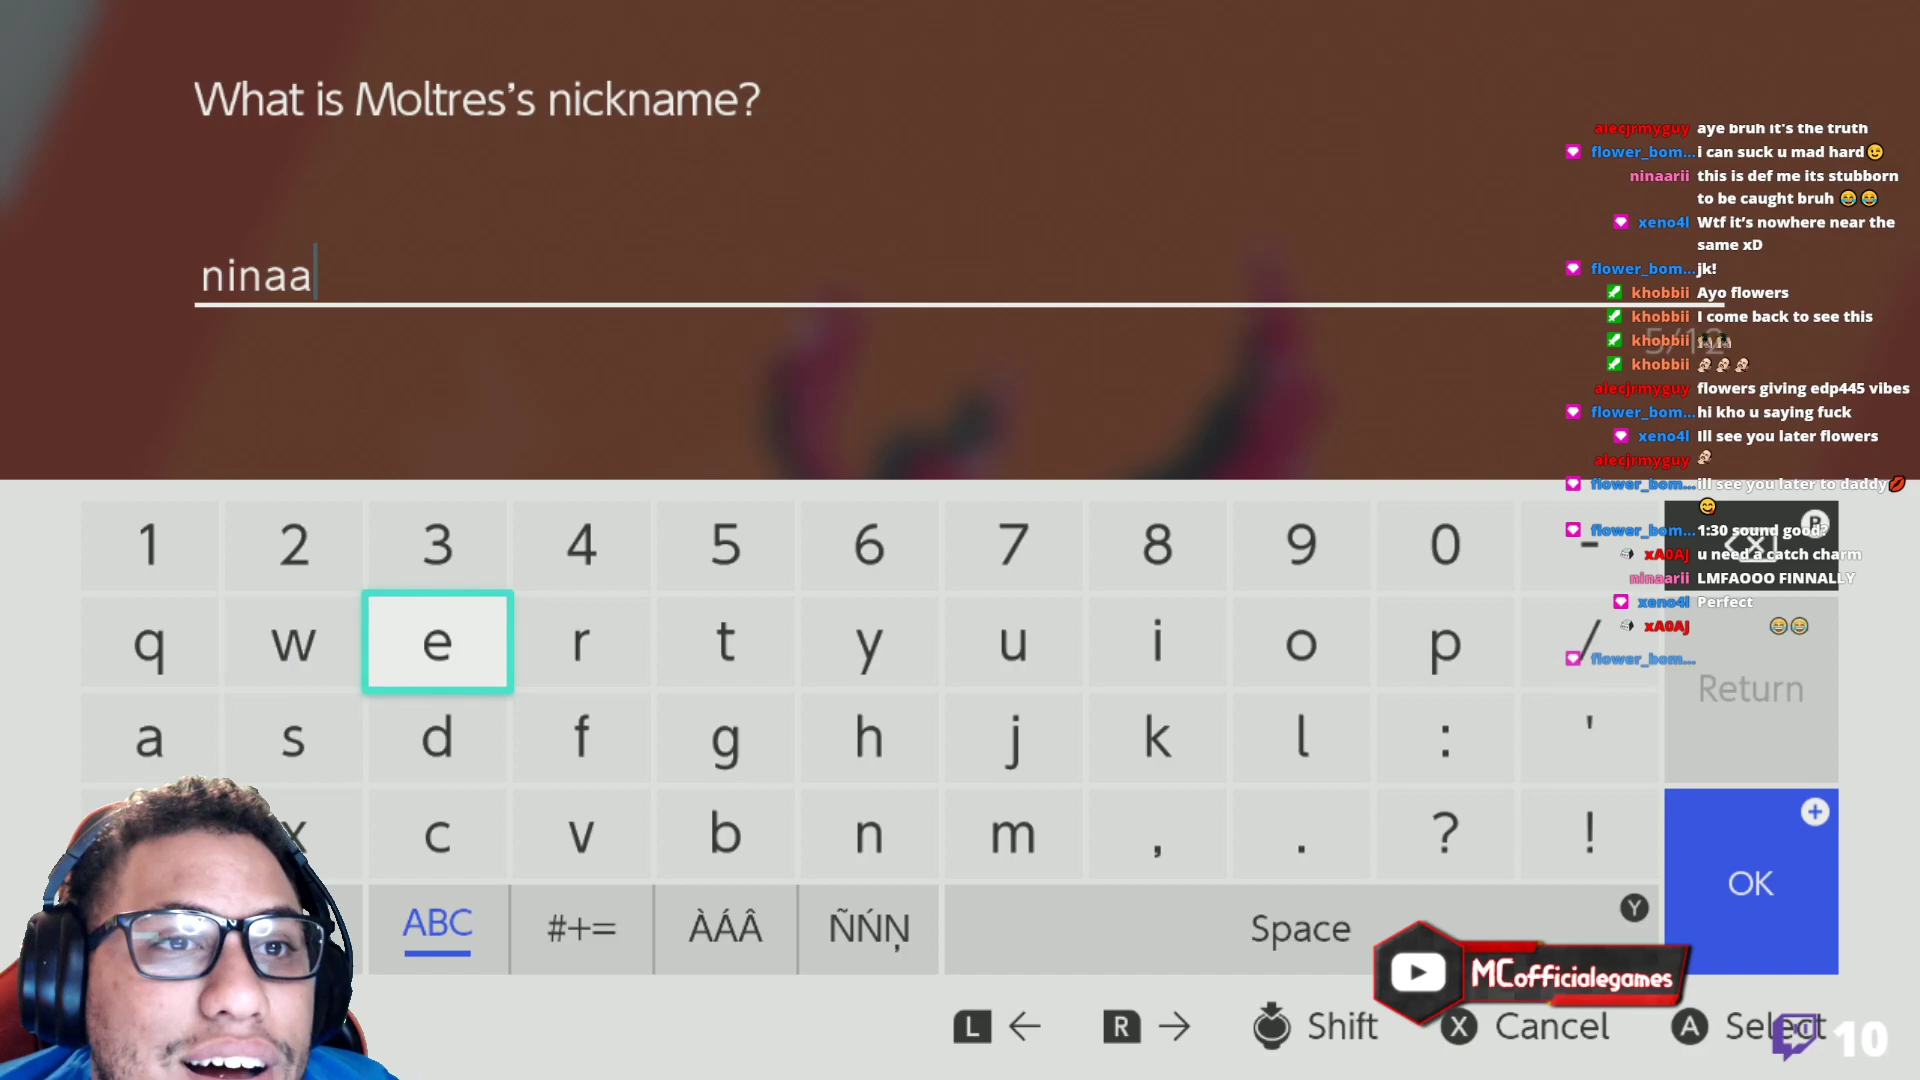 What is Moltres's nickname?
ninaa
5/12
alecjrmyguy aye bruh it's the truth
flower_bom... i can suck u mad hard😉
ninaarii this is def me its stubborn
to be caught bruh 😂 😂
xeno4l Wtf it's nowhere near the
same xD
flower_bom... jk!
khobbii Ayo flowers
khobbii I come back to see this
khobbii
khobbii
alecjrmyguy flowers giving edp445 vibes
flower_bom... hi kho u saying fuck
xeno4l Ill see you later flowers
alecjrmyguy
flower_bom... ill see you later to daddy💋
😋
flower_bom... 1:30 sound good?
xA0AJ u need a catch charm
ninaarii LMFAOOO FINNALLY
xeno4l Perfect
xA0AJ 😂😂
flower_bom...
1 2 3 4 5 6 7 8 9 0 - R
q w e r t y u i o p /
Return
a s d f g h j k l : '
x c v b n m , . ? !
+
OK
ABC #+= ÀÁÂ ÑŃŅ Space Y
MCofficialegames
L ← R → Shift X Cancel A Select
10